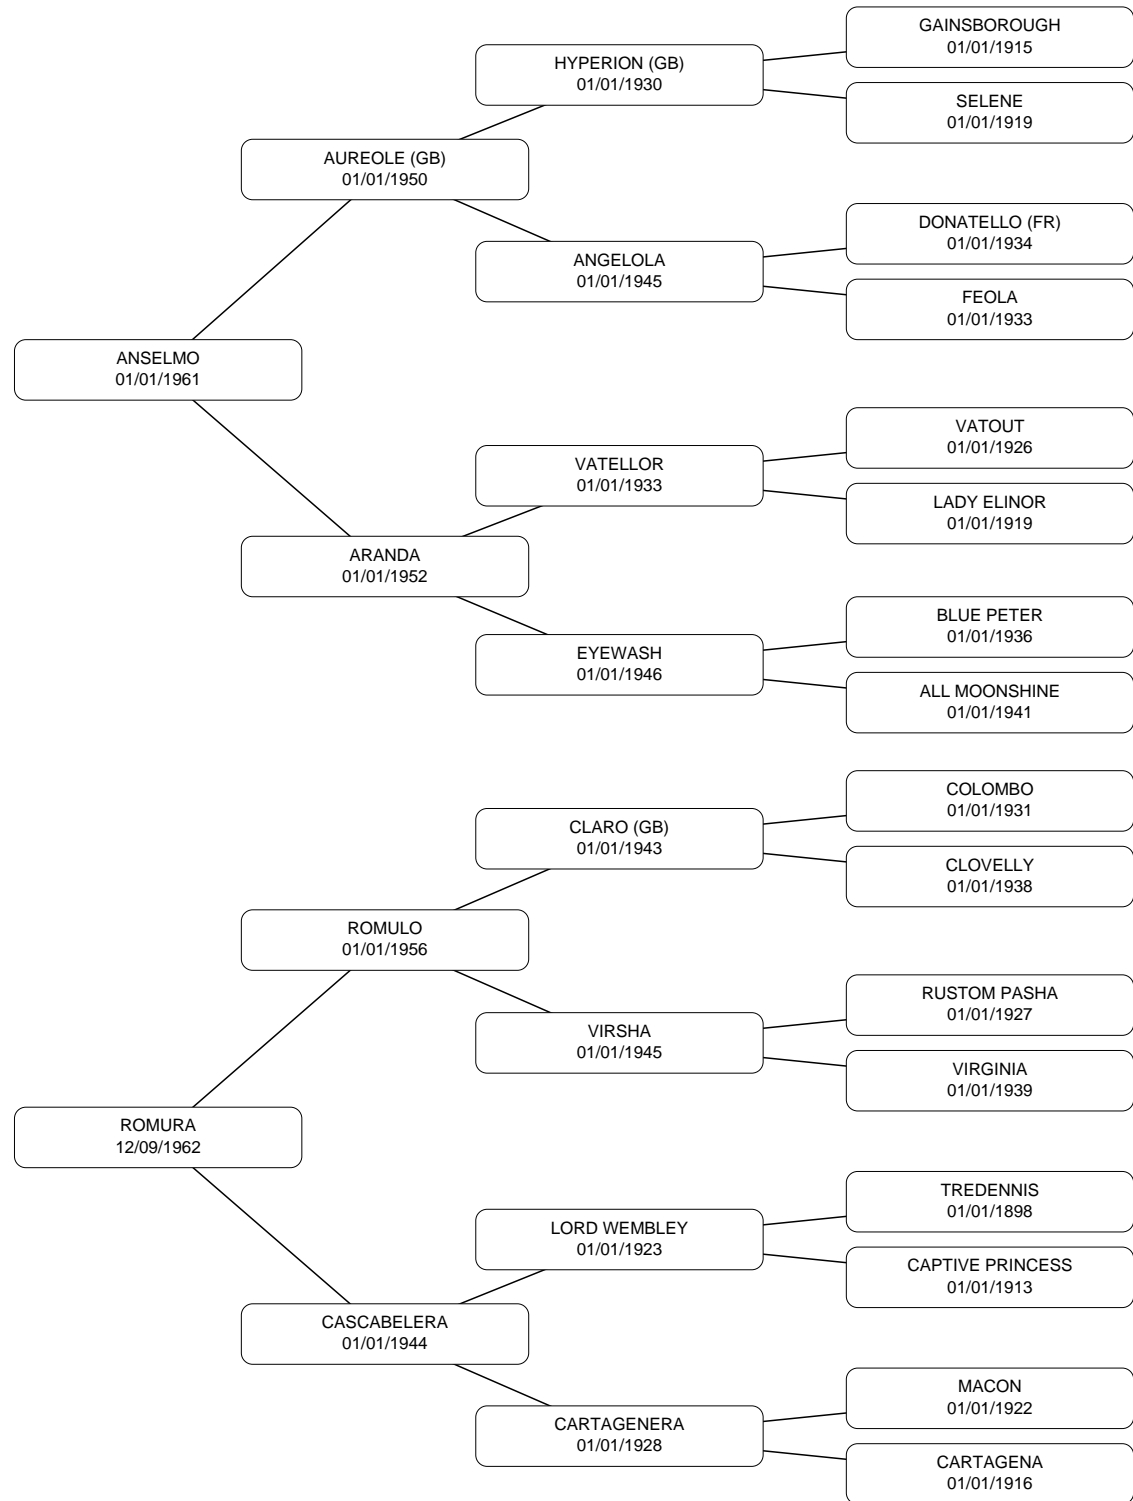 GAINSBOROUGH
01/01/1915
HYPERION (GB)
01/01/1930
SELENE
01/01/1919
AUREOLE (GB)
01/01/1950
DONATELLO (FR)
01/01/1934
ANGELOLA
01/01/1945
FEOLA
01/01/1933
ANSELMO
01/01/1961
VATOUT
01/01/1926
VATELLOR
01/01/1933
LADY ELINOR
01/01/1919
ARANDA
01/01/1952
BLUE PETER
01/01/1936
EYEWASH
01/01/1946
ALL MOONSHINE
01/01/1941
COLOMBO
01/01/1931
CLARO (GB)
01/01/1943
CLOVELLY
01/01/1938
ROMULO
01/01/1956
RUSTOM PASHA
01/01/1927
VIRSHA
01/01/1945
VIRGINIA
01/01/1939
ROMURA
12/09/1962
TREDENNIS
01/01/1898
LORD WEMBLEY
01/01/1923
CAPTIVE PRINCESS
01/01/1913
CASCABELERA
01/01/1944
MACON
01/01/1922
CARTAGENERA
01/01/1928
CARTAGENA
01/01/1916